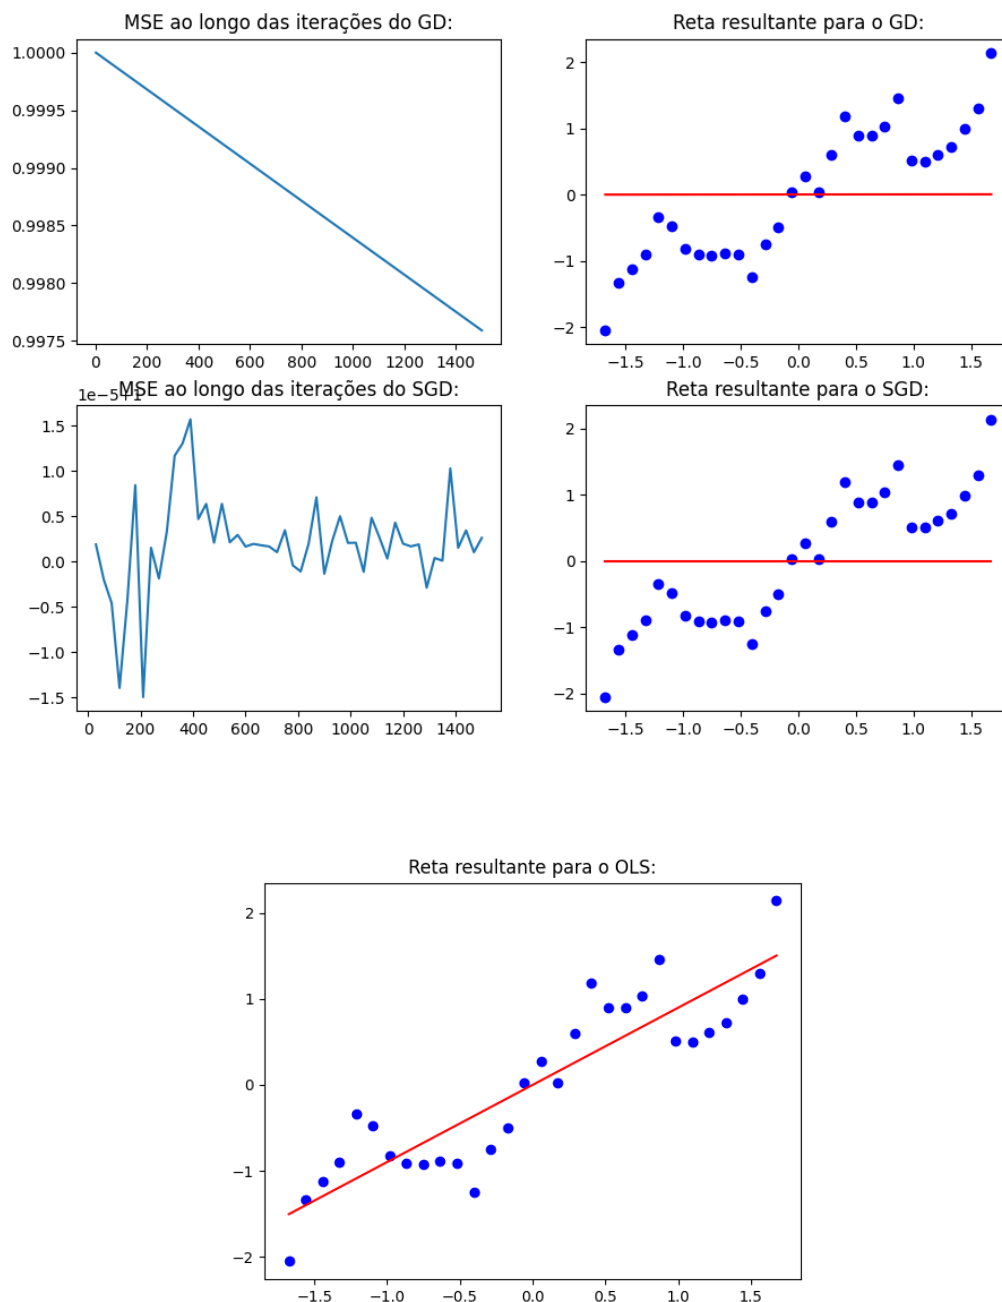 MSE ao longo das iterações do GD:
1.0000
0.9995
0.9990
0.9985
0.9980
0.9975
0 200 400 600 800 1000 1200 1400
Reta resultante para o GD:
2
1
0
−1
−2
−1.5 −1.0 −0.5 0.0 0.5 1.0 1.5
MSE ao longo das iterações do SGD:
1.5
1.0
0.5
0.0
−0.5
−1.0
−1.5
0 200 400 600 800 1000 1200 1400
Reta resultante para o SGD:
2
1
0
−1
−2
−1.5 −1.0 −0.5 0.0 0.5 1.0 1.5
Reta resultante para o OLS:
2
1
0
−1
−2
−1.5 −1.0 −0.5 0.0 0.5 1.0 1.5